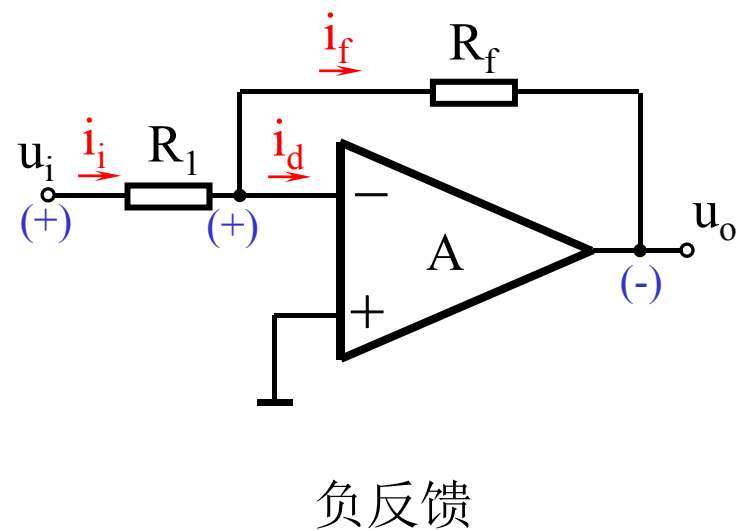 i_f
R_f
u_i
i_i
R_1
i_d
−
(+)
(+)
A
u_o
(-)
+
负反馈